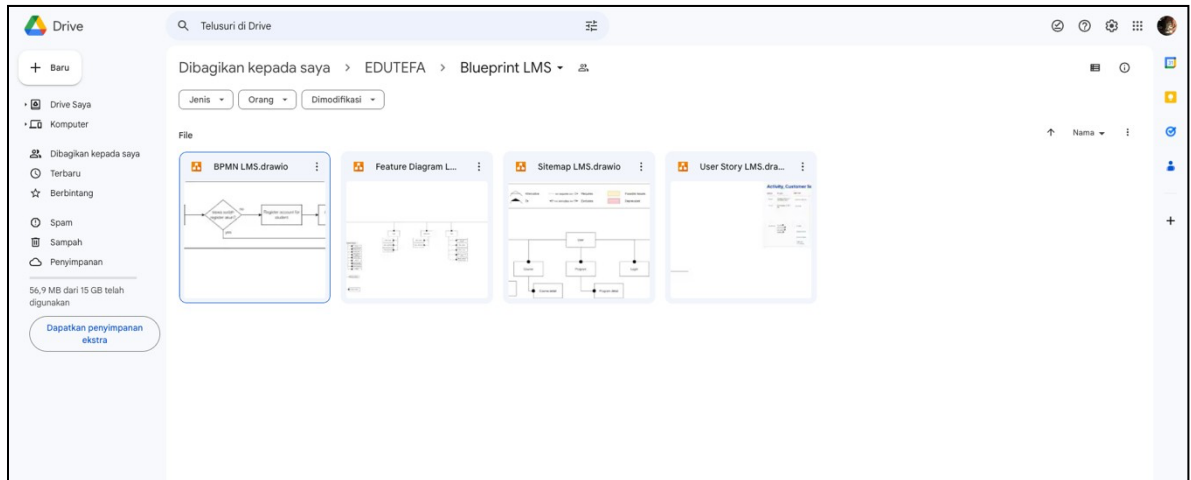 Drive
Telusuri di Drive
Baru
Dibagikan kepada saya > EDUTEFA > Blueprint LMS
Jenis
Orang
Dimodifikasi
Drive Saya
Komputer
Dibagikan kepada saya
Terbaru
Berbintang
Spam
Sampah
Penyimpanan
56,9 MB dari 15 GB telah
digunakan
Dapatkan penyimpanan
ekstra
File
Nama
BPMN LMS.drawio
Feature Diagram L...
Sitemap LMS.drawio
User Story LMS.dra...